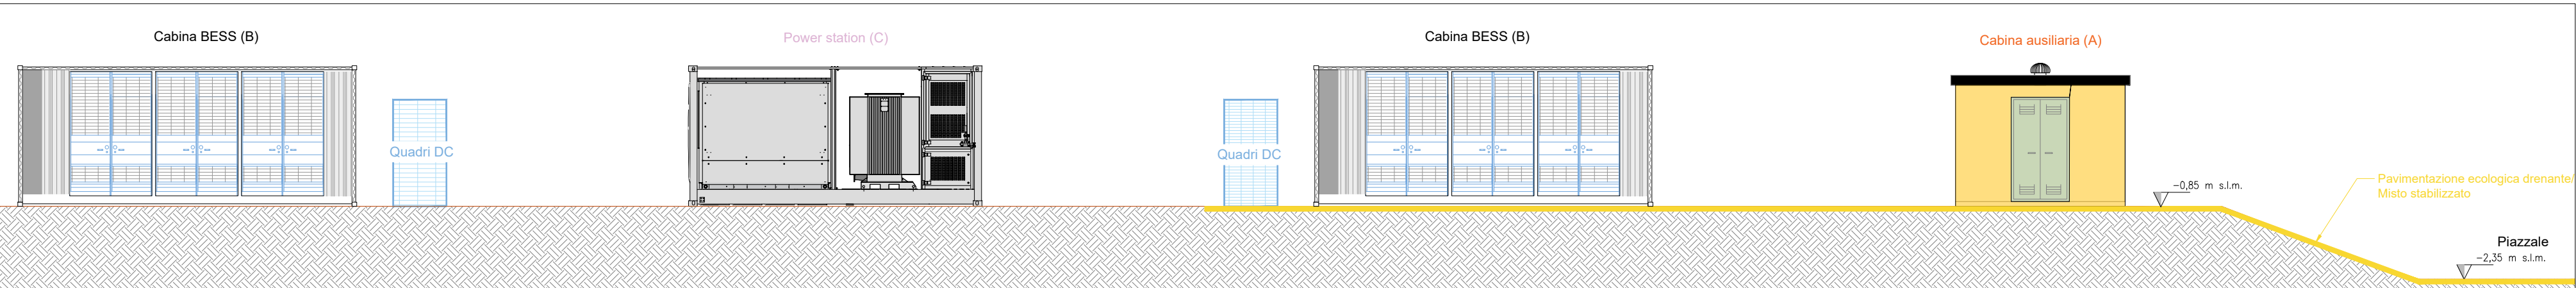 Cabina BESS (B)
Power station (C)
Cabina BESS (B)
Cabina ausiliaria (A)
Quadri DC
Quadri DC
-0,85 m s.l.m.
Pavimentazione ecologica drenante/
Misto stabilizzato
Piazzale
-2,35 m s.l.m.